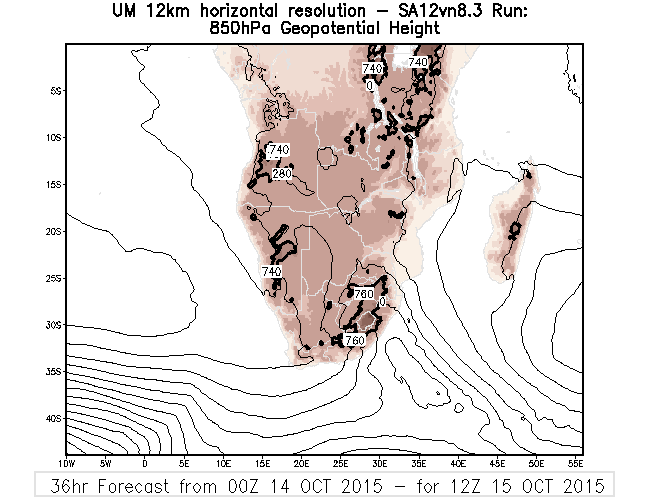 UM 12km horizontal resolution – SA12vn8.3 Run:
850hPa Geopotential Height
740
740
0
740
280
740
760
0
760
5S
10S
15S
20S
25S
30S
35S
40S
10W 5W 0 5E 10E 15E 20E 25E 30E 35E 40E 45E 50E 55E
36hr Forecast from 00Z 14 OCT 2015 – for 12Z 15 OCT 2015